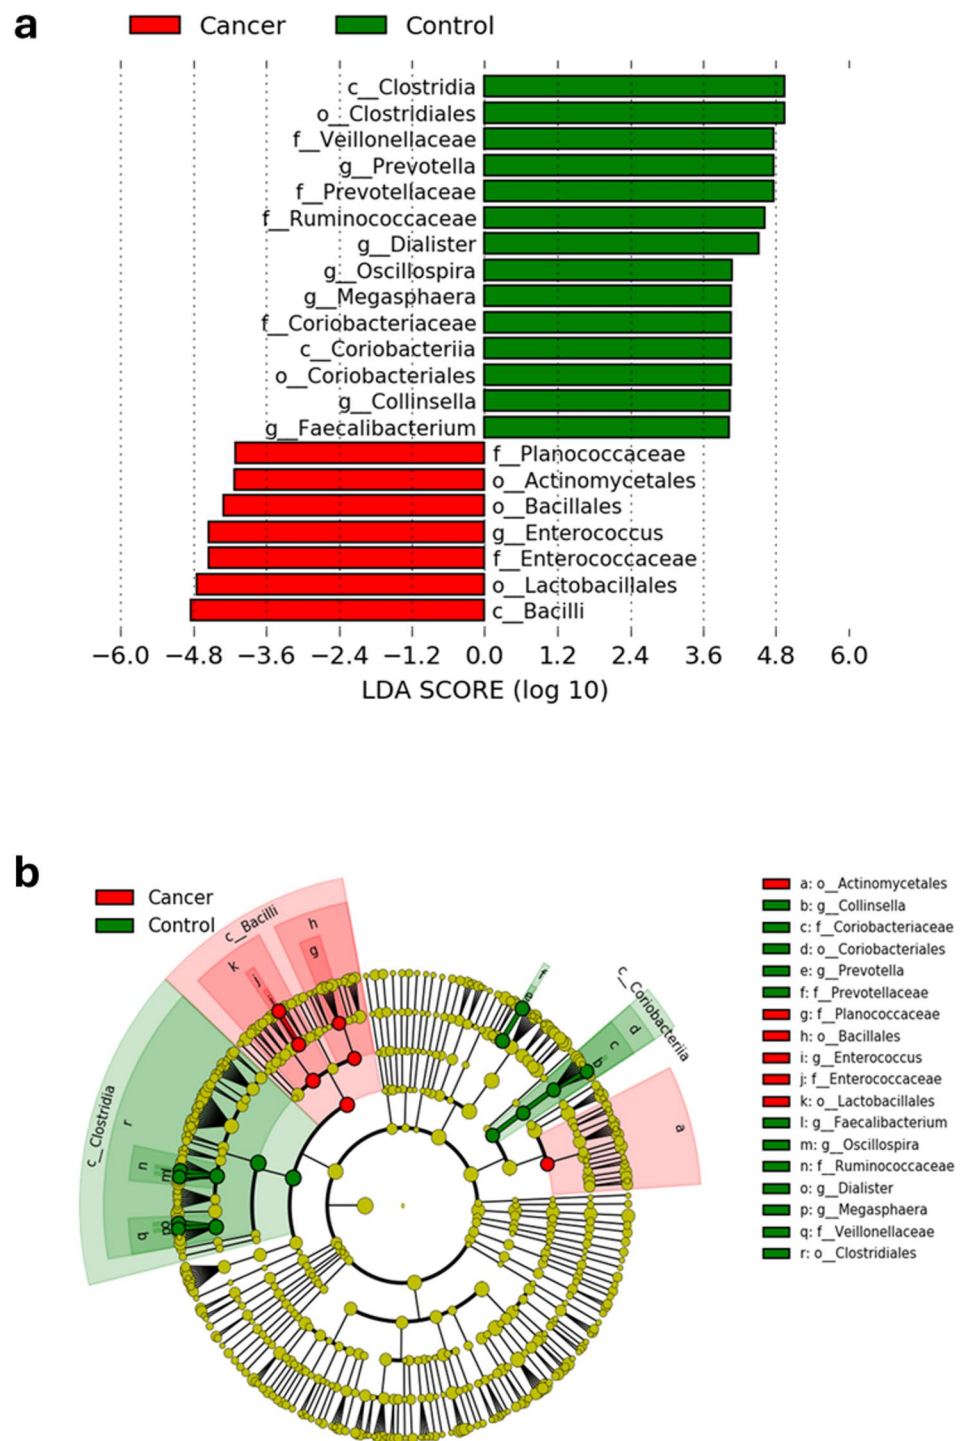 a
Cancer Control
c__Clostridia
o__Clostridiales
f__Veillonellaceae
g__Prevotella
f__Prevotellaceae
f__Ruminococcaceae
g__Dialister
g__Oscillospira
g__Megasphaera
f__Coriobacteriaceae
c__Coriobacteriia
o__Coriobacteriales
g__Collinsella
g__Faecalibacterium
f__Planococcaceae
o__Actinomycetales
o__Bacillales
g__Enterococcus
f__Enterococcaceae
o__Lactobacillales
c__Bacilli
−6.0 −4.8 −3.6 −2.4 −1.2 0.0 1.2 2.4 3.6 4.8 6.0
LDA SCORE (log 10)
b
Cancer
Control
c__Bacilli
h
g
k
j
i
f
e
c__Coriobacteriia
d
c
b
a
c__Clostridia
r
n
m
l
q
p
o
a: o__Actinomycetales
b: g__Collinsella
c: f__Coriobacteriaceae
d: o__Coriobacteriales
e: g__Prevotella
f: f__Prevotellaceae
g: f__Planococcaceae
h: o__Bacillales
i: g__Enterococcus
j: f__Enterococcaceae
k: o__Lactobacillales
l: g__Faecalibacterium
m: g__Oscillospira
n: f__Ruminococcaceae
o: g__Dialister
p: g__Megasphaera
q: f__Veillonellaceae
r: o__Clostridiales